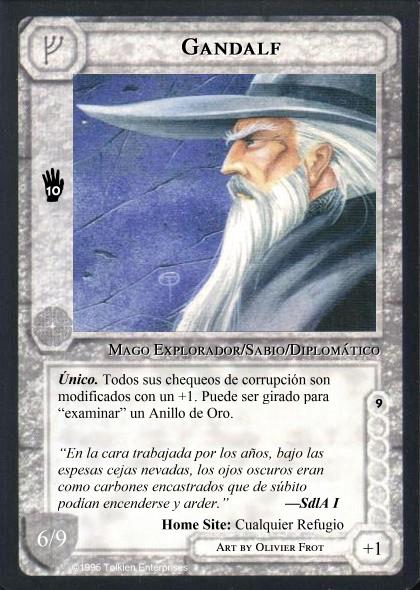 GANDALF
10
MAGO EXPLORADOR/SABIO/DIPLOMÁTICO
Único. Todos sus chequeos de corrupción son
modificados con un +1. Puede ser girado para
“examinar” un Anillo de Oro.
9
“En la cara trabajada por los años, bajo las
espesas cejas nevadas, los ojos oscuros eran
como carbones encastrados que de súbito
podían encenderse y arder.” —SdlA I
Home Site: Cualquier Refugio
6/9
ART BY OLIVIER FROT
+1
©1995 Tolkien Enterprises